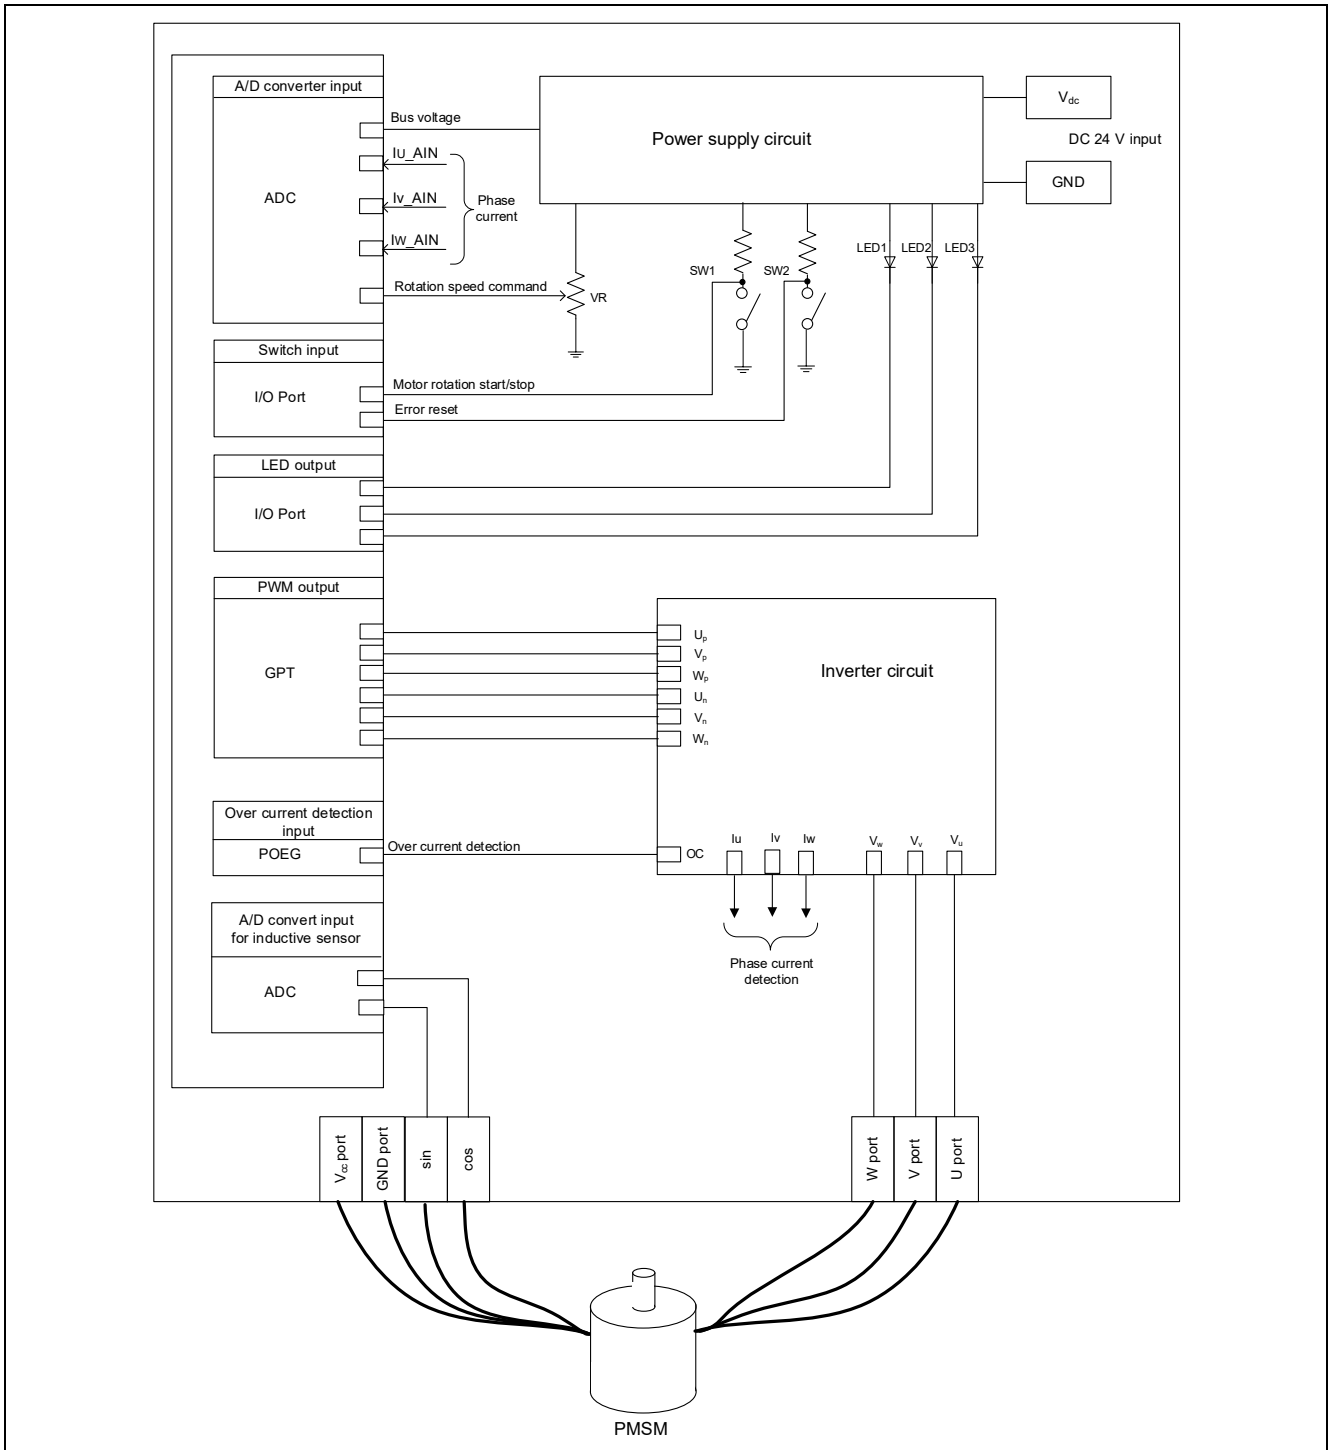 A/D converter input
ADC
Bus voltage
IU_AIN
Iv_AIN
IW_AIN
Phase
current
Rotation speed command
VR
Power supply circuit
Vdc
DC 24 V input
GND
SW1
SW2
LED1
LED2
LED3
Switch input
I/O Port
Motor rotation start/stop
Error reset
LED output
I/O Port
PWM output
GPT
Up
Vp
Wp
Un
Vn
Wn
Inverter circuit
Over current detection
input
POEG
Over current detection
OC
Iu
Iv
Iw
Vw
Vv
Vu
Phase current
detection
A/D convert input
for inductive sensor
ADC
Vcc port
GND port
sin
cos
W port
V port
U port
PMSM